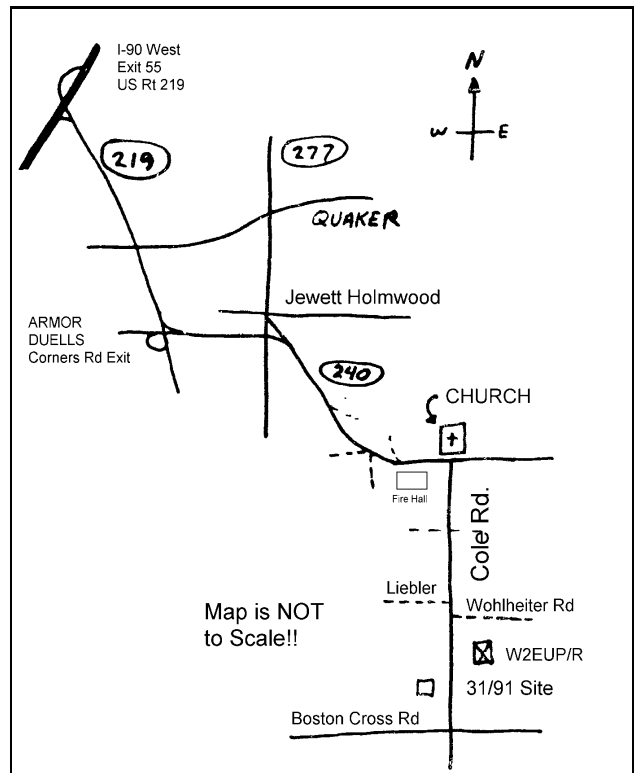 I-90 West
Exit 55
US Rt 219
N
W
E
219
277
QUAKER
Jewett Holmwood
ARMOR
DUELLS
Corners Rd Exit
240
CHURCH
Fire Hall
Cole Rd.
Liebler
Wohlheiter Rd
Map is NOT
to Scale!!
W2EUP/R
31/91 Site
Boston Cross Rd